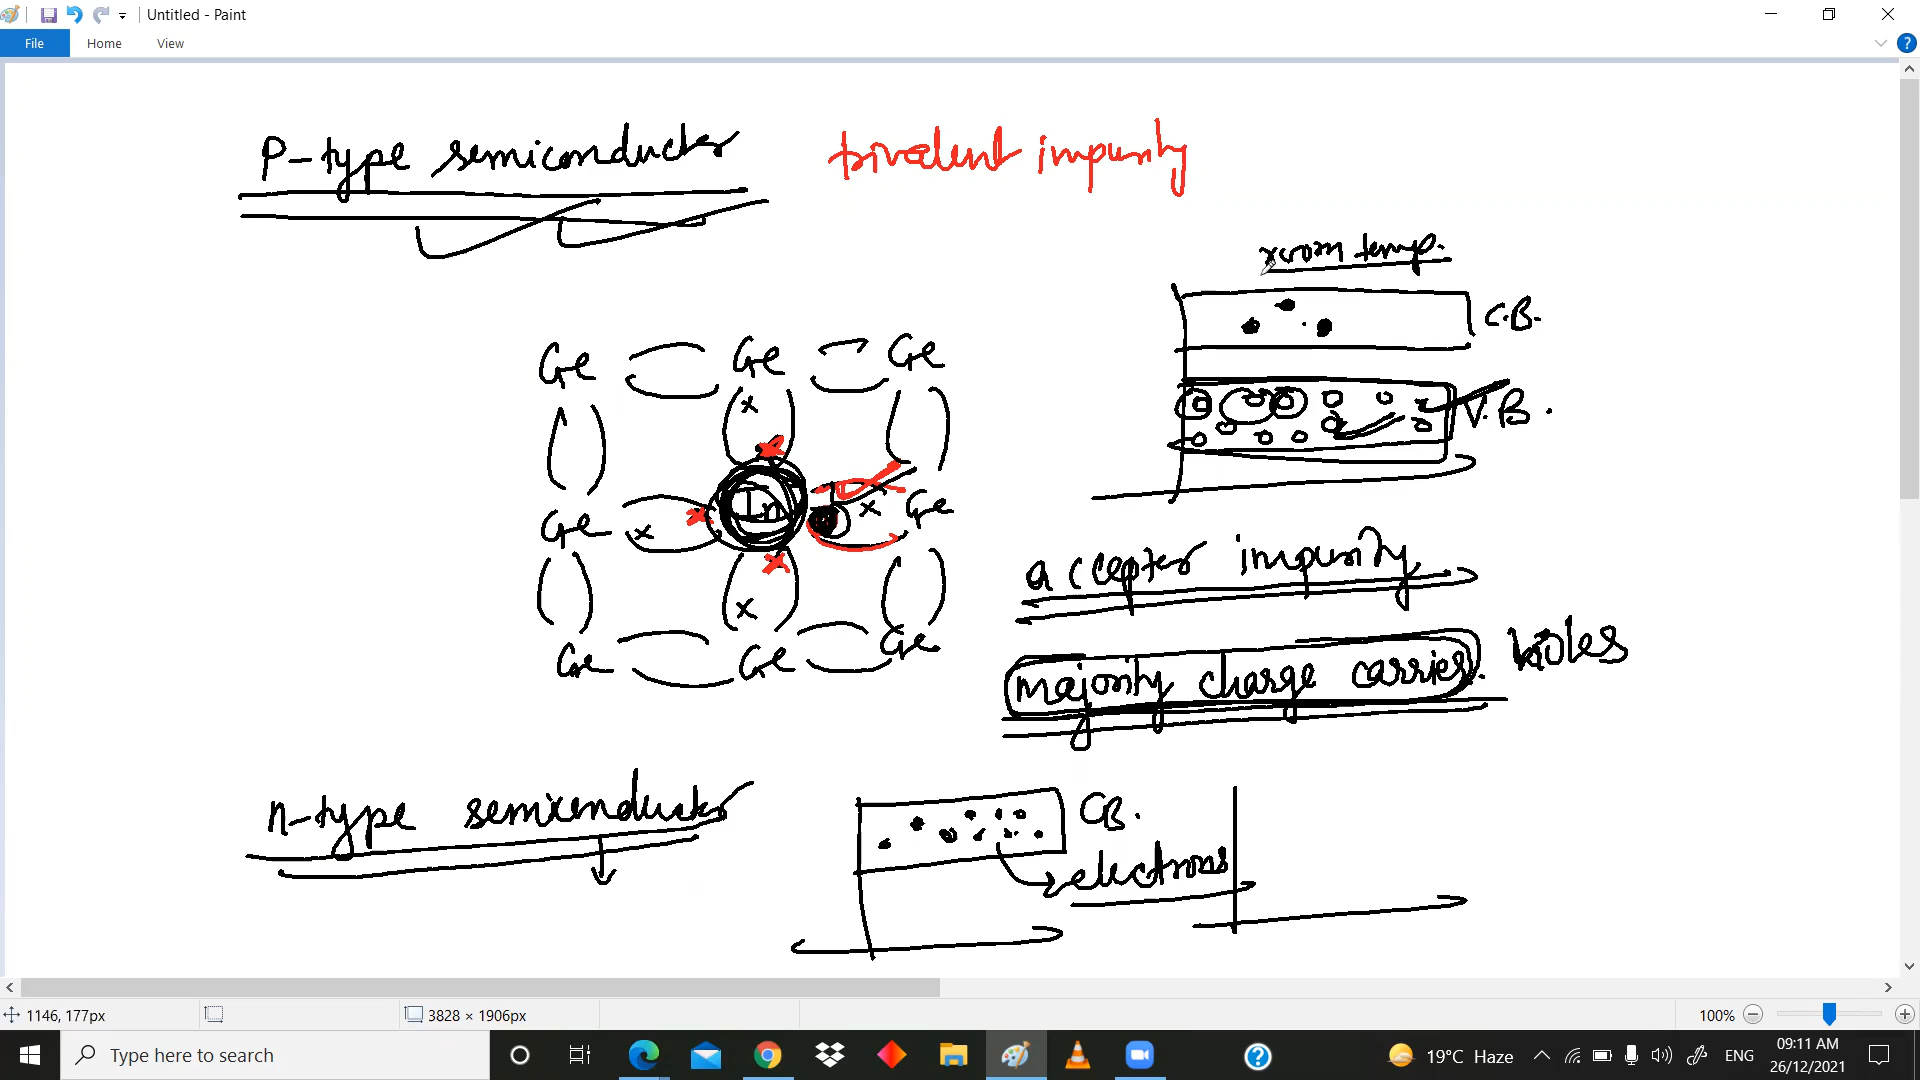 Untitled - Paint
File Home View
P-type semiconductor trivalent impurity
room temp.
C.B.
V.B.
Ge Ge Ge
Ge In Ge
Ge Ge Ge
accepter impurity
majority charge carrier. holes
n-type semiconductor
CB.
electrons
1146, 177px 3828 × 1906px 100%
Type here to search
19°C Haze ENG 09:11 AM
26/12/2021